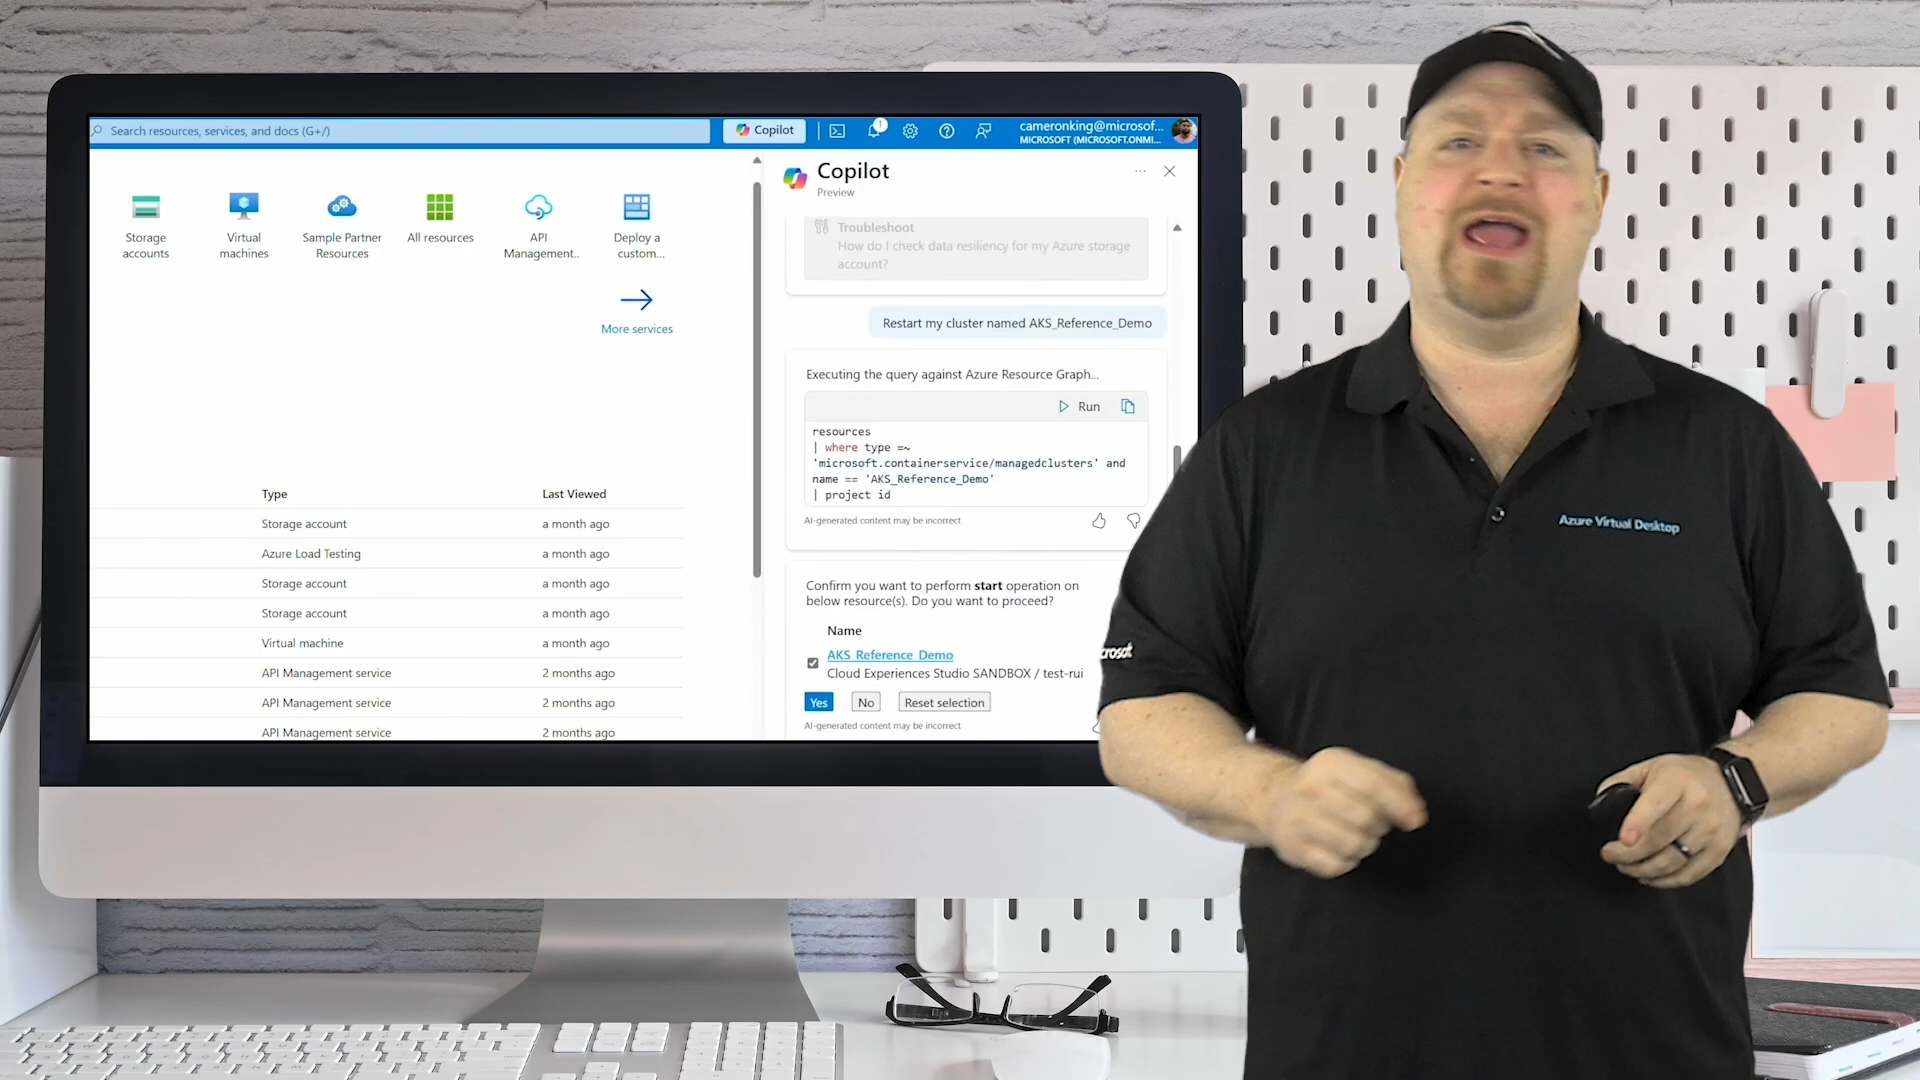 Search resources, services, and docs (G+/)
Copilot
1
cameronking@microsof...
MICROSOFT (MICROSOFT.ONMI...
Storage accounts
Virtual machines
Sample Partner Resources
All resources
API Management..
Deploy a custom...
More services
Type
Last Viewed
Storage account
a month ago
Azure Load Testing
a month ago
Storage account
a month ago
Storage account
a month ago
Virtual machine
a month ago
API Management service
2 months ago
API Management service
2 months ago
API Management service
2 months ago
Copilot
Preview
Troubleshoot
How do I check data resiliency for my Azure storage
account?
Restart my cluster named AKS_Reference_Demo
Executing the query against Azure Resource Graph...
Run
resources
| where type =~
'microsoft.containerservice/managedclusters' and
name == 'AKS_Reference_Demo'
| project id
AI-generated content may be incorrect
Confirm you want to perform start operation on
below resource(s). Do you want to proceed?
Name
AKS_Reference_Demo
Cloud Experiences Studio SANDBOX / test-rui
Yes
No
Reset selection
AI-generated content may be incorrect
Azure Virtual Desktop
crosoft